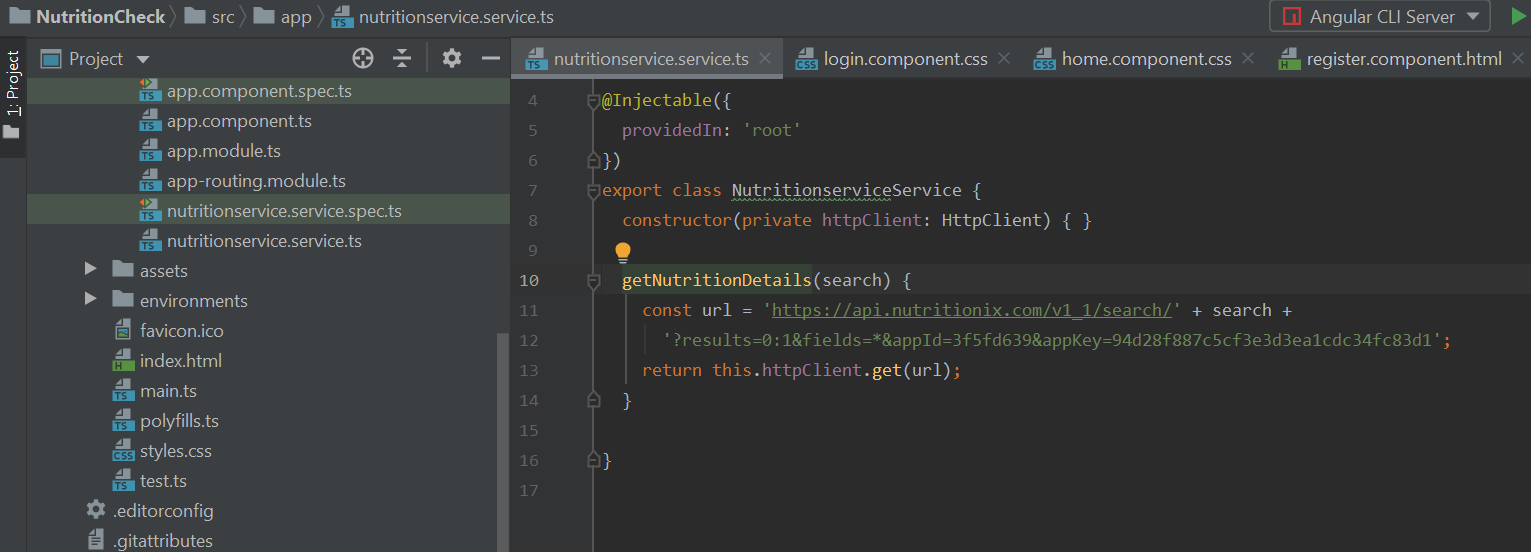 NutritionCheck src app nutritionservice.service.ts Angular CLI Server
1: Project
Project
nutritionservice.service.ts login.component.css home.component.css register.component.html
app.component.spec.ts
app.component.ts
app.module.ts
app-routing.module.ts
nutritionservice.service.spec.ts
nutritionservice.service.ts
assets
environments
favicon.ico
index.html
main.ts
polyfills.ts
styles.css
test.ts
.editorconfig
.gitattributes
4 @Injectable({
5 providedIn: 'root'
6 })
7 export class NutritionserviceService {
8 constructor(private httpClient: HttpClient) { }
9
10 getNutritionDetails(search) {
11 const url = 'https://api.nutritionix.com/v1_1/search/' + search +
12 '?results=0:1&fields=*&appId=3f5fd639&appKey=94d28f887c5cf3e3d3ea1cdc34fc83d1';
13 return this.httpClient.get(url);
14 }
15
16 }
17